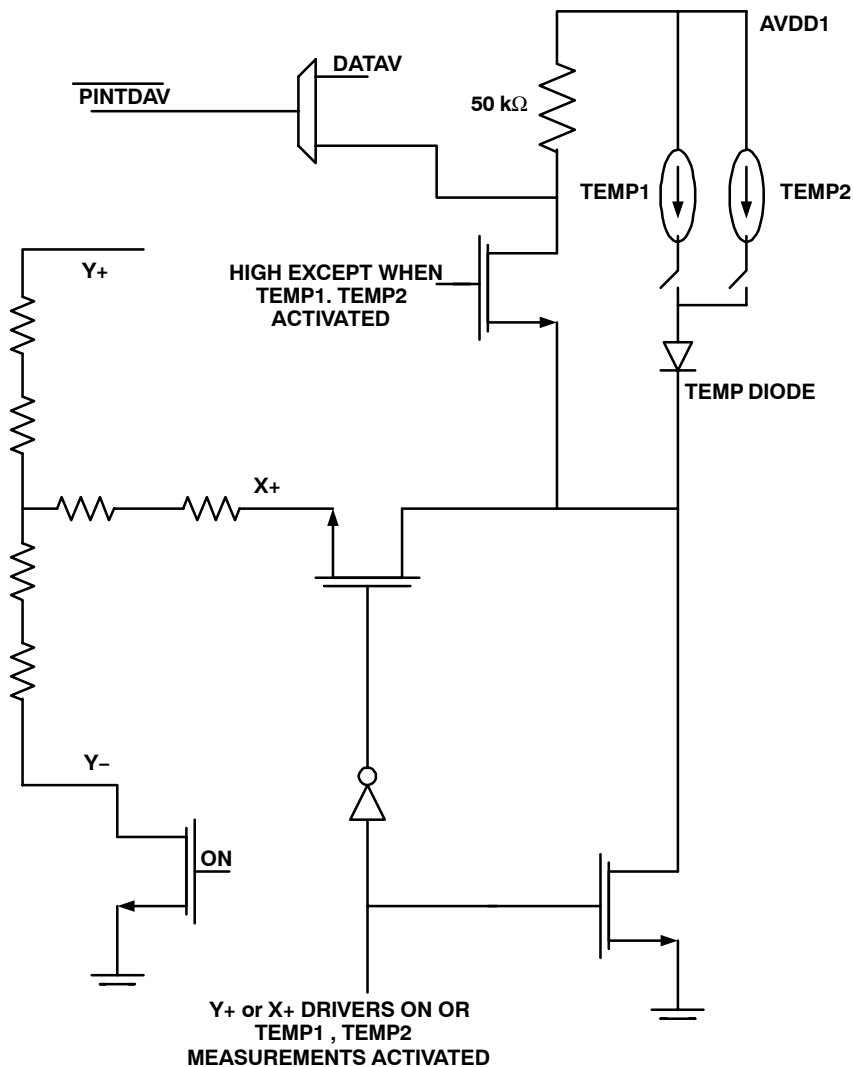 AVDD1
DATAV
PINTDAV
50 kΩ
TEMP1
TEMP2
Y+
HIGH EXCEPT WHEN
TEMP1. TEMP2
ACTIVATED
TEMP DIODE
X+
Y–
ON
Y+ or X+ DRIVERS ON OR
TEMP1 , TEMP2
MEASUREMENTS ACTIVATED